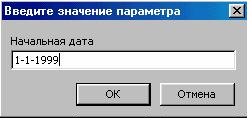 Введите значение параметра
Начальная дата
1-1-1999
OK
Отмена